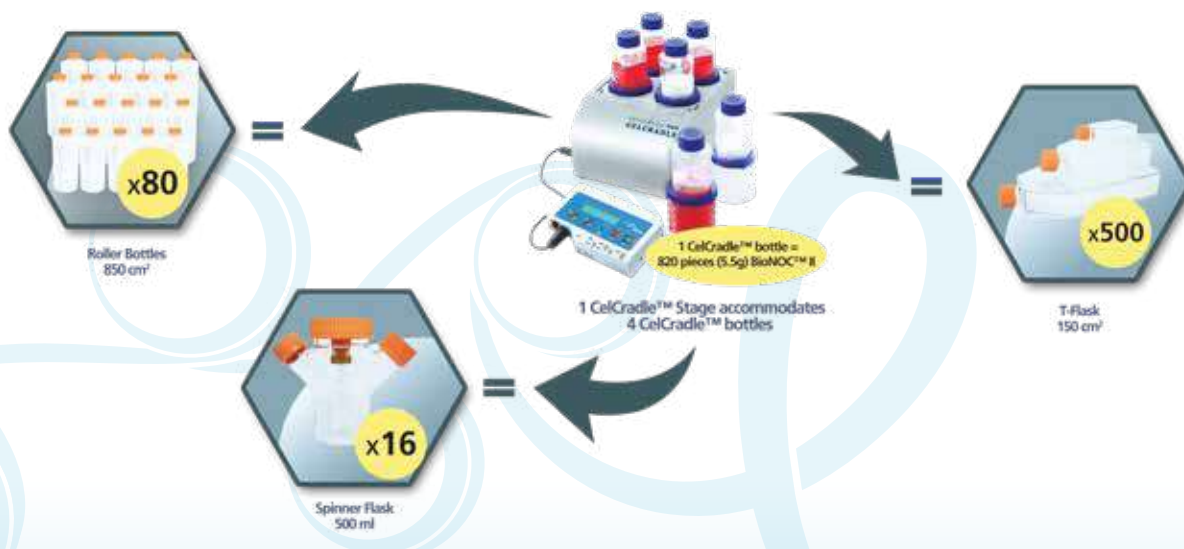 x80
Roller Bottles
850 cm²
CELCRADLE
1 CelCradle™ bottle =
820 pieces (5.5g) BioNOC™ II
1 CelCradle™ Stage accommodates
4 CelCradle™ bottles
x500
T-Flask
150 cm²
x16
Spinner Flask
500 ml